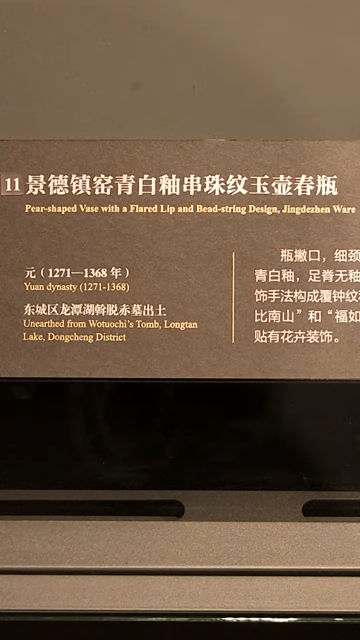 11 景德镇窑青白釉串珠纹玉壶春瓶
Pear-shaped Vase with a Flared Lip and Bead-string Design, Jingdezhen Ware
元（1271—1368 年）
Yuan dynasty (1271-1368)
东城区龙潭湖斡脱赤墓出土
Unearthed from Wotuochi's Tomb, Longtan
Lake, Dongcheng District
瓶撇口，细颈
青白釉，足脊无釉
饰手法构成覆钟纹
比南山”和“福如
贴有花卉装饰。